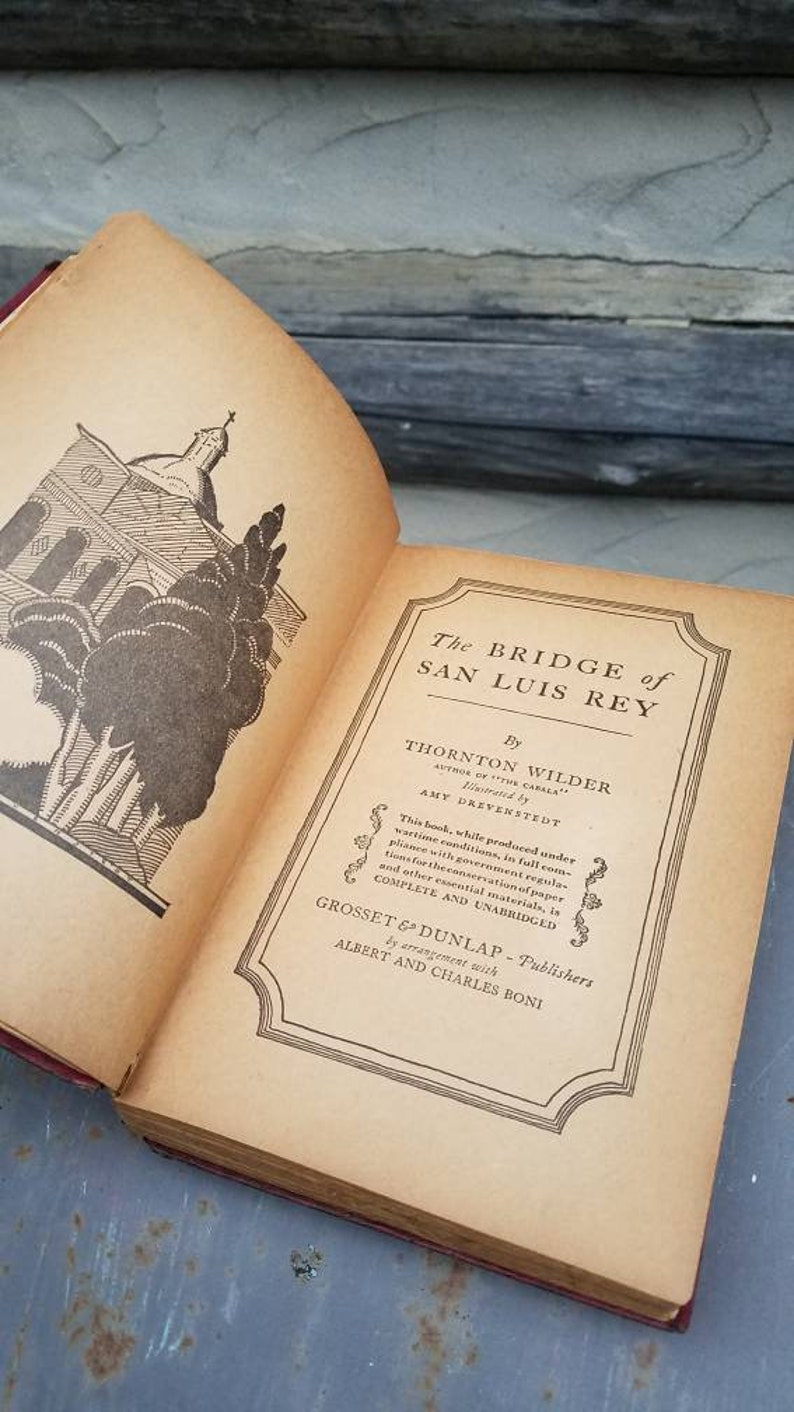 The BRIDGE of
SAN LUIS REY
By
THORNTON WILDER
AUTHOR OF "THE CABALA"
Illustrated by
AMY DREVENSTEDT
This book, while produced under
wartime conditions, in full com-
pliance with government regula-
tions for the conservation of paper
and other essential materials, is
COMPLETE AND UNABRIDGED
GROSSET & DUNLAP - Publishers
by arrangement with
ALBERT AND CHARLES BONI